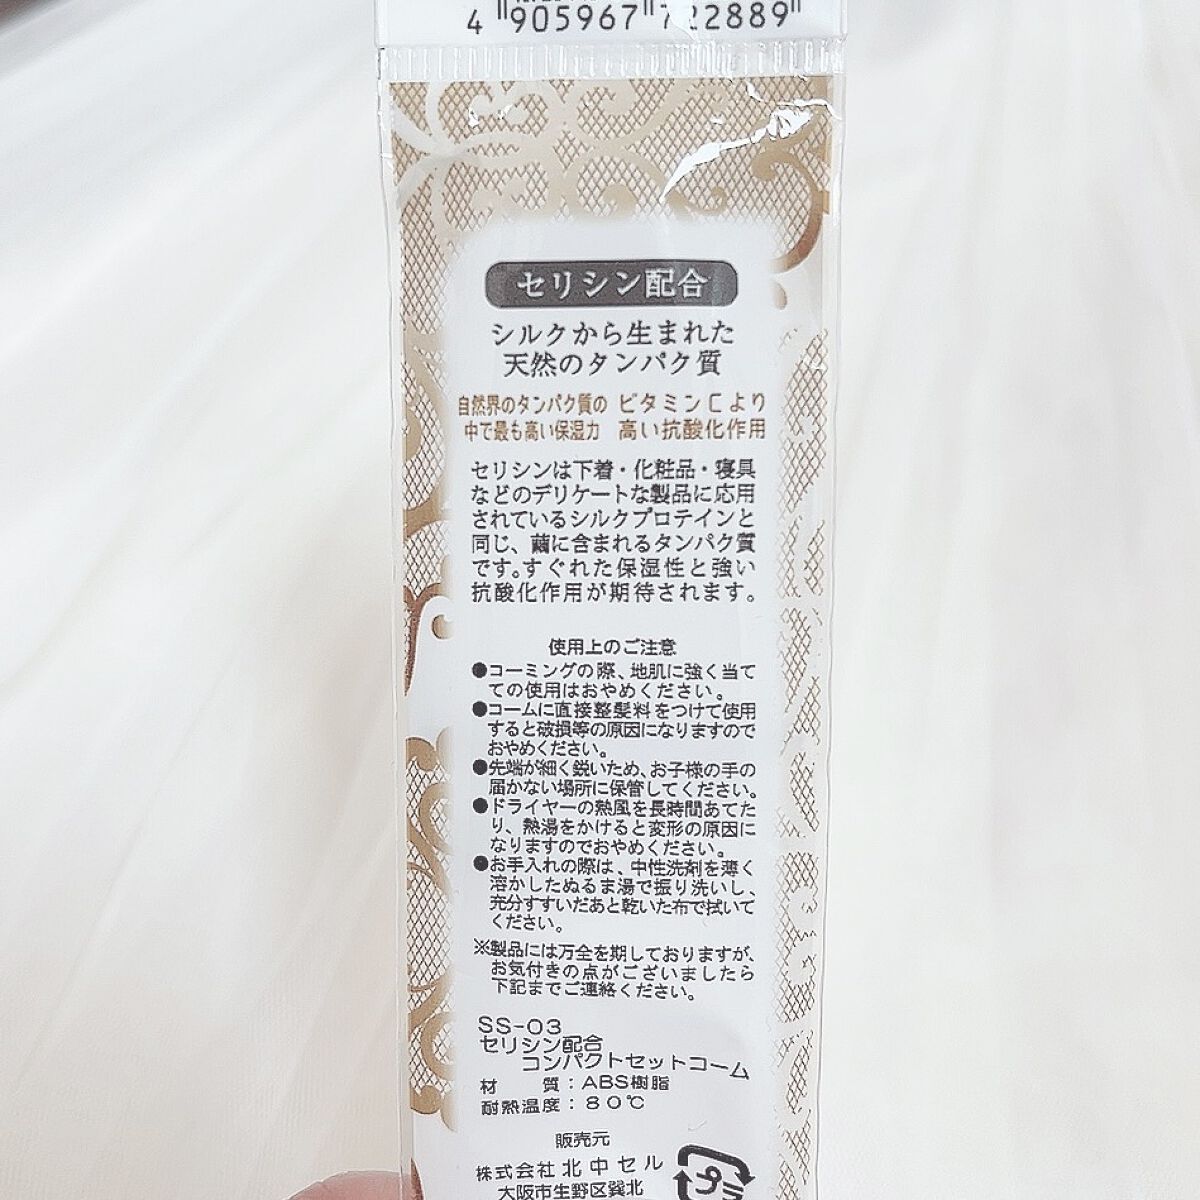 4 905967 722889
セリシン配合
シルクから生まれた
天然のタンパク質
自然界のタンパク質の
中で最も高い保湿力
ビタミンCより
高い抗酸化作用
セリシンは下着・化粧品・寝具
などのデリケートな製品に応用
されているシルクプロテインと
同じ、繭に含まれるタンパク質
です。すぐれた保湿性と強い
抗酸化作用が期待されます。
使用上のご注意
●コーミングの際、地肌に強く当て
ての使用はおやめください。
●コームに直接整髪料をつけて使用
すると破損等の原因になりますので
おやめください。
●先端が細く鋭いため、お子様の手の
届かない場所に保管してください。
●ドライヤーの熱風を長時間あてた
り、熱湯をかけると変形の原因に
なりますのでおやめください。
●お手入れの際は、中性洗剤を薄く
溶かしたぬるま湯で振り洗いし、
充分すすいだあと乾いた布で拭いて
ください。
※製品には万全を期しておりますが、
お気付きの点がございましたら
下記までご連絡ください。
SS-03
セリシン配合
コンパクトセットコーム
材 質：ABS樹脂
耐熱温度：80℃
販売元
株式会社北中セル
大阪市生野区巽北
プラ